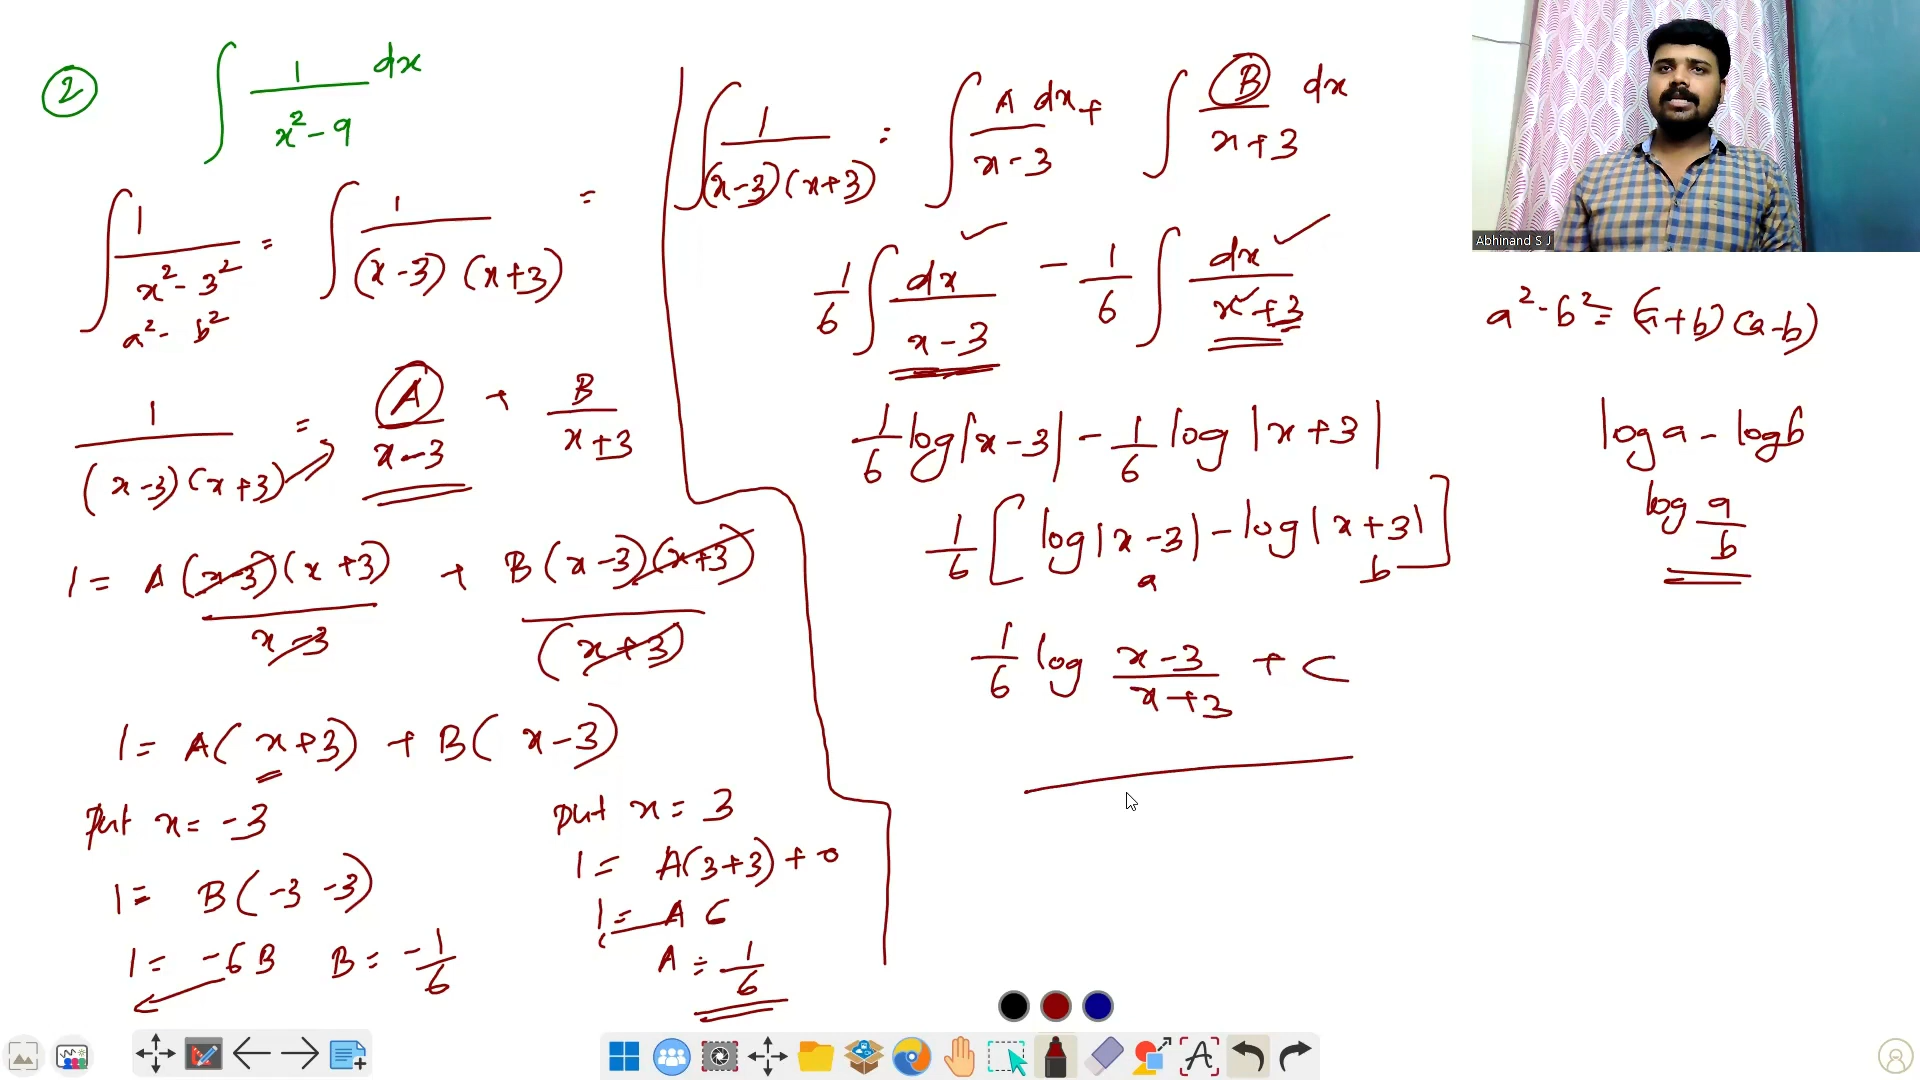 ② ∫ 1/(x² - 9) dx
∫ 1/(x² - 3²) = ∫ 1/((x-3)(x+3)) =
a² - b²
1/((x-3)(x+3)) = A/(x-3) + B/(x+3)
1 = A(x-3)(x+3)/(x-3) + B(x-3)(x+3)/((x+3))
1 = A(x+3) + B(x-3)
Put x = -3
1 = B(-3 -3)
1 = -6B B = -1/6
Put x = 3
1 = A(3+3) + 0
1 = A 6
A = 1/6
∫ 1/((x-3)(x+3)) = ∫ A/(x-3) dx + ∫ B/(x+3) dx
1/6 ∫ dx/(x-3) - 1/6 ∫ dx/(x+3)
1/6 log|x-3| - 1/6 log|x+3|
1/6 [log|x-3| - log|x+3|]
a b
1/6 log (x-3)/(x+3) + C
Abhinand S J
a² - b² = (a+b)(a-b)
log a - log b
log a/b